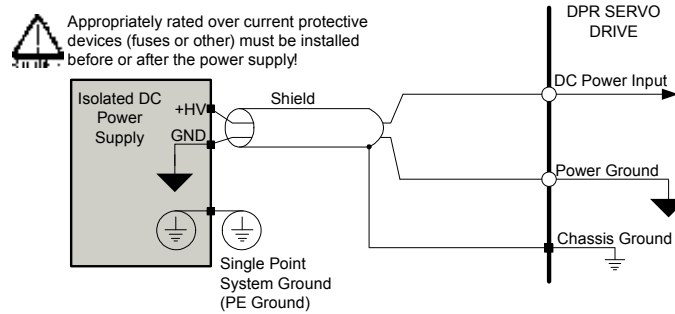 Appropriately rated over current protective
devices (fuses or other) must be installed
before or after the power supply!
DPR SERVO
DRIVE
Isolated DC
Power
Supply
+HV
GND
Shield
DC Power Input
Power Ground
Chassis Ground
Single Point
System Ground
(PE Ground)